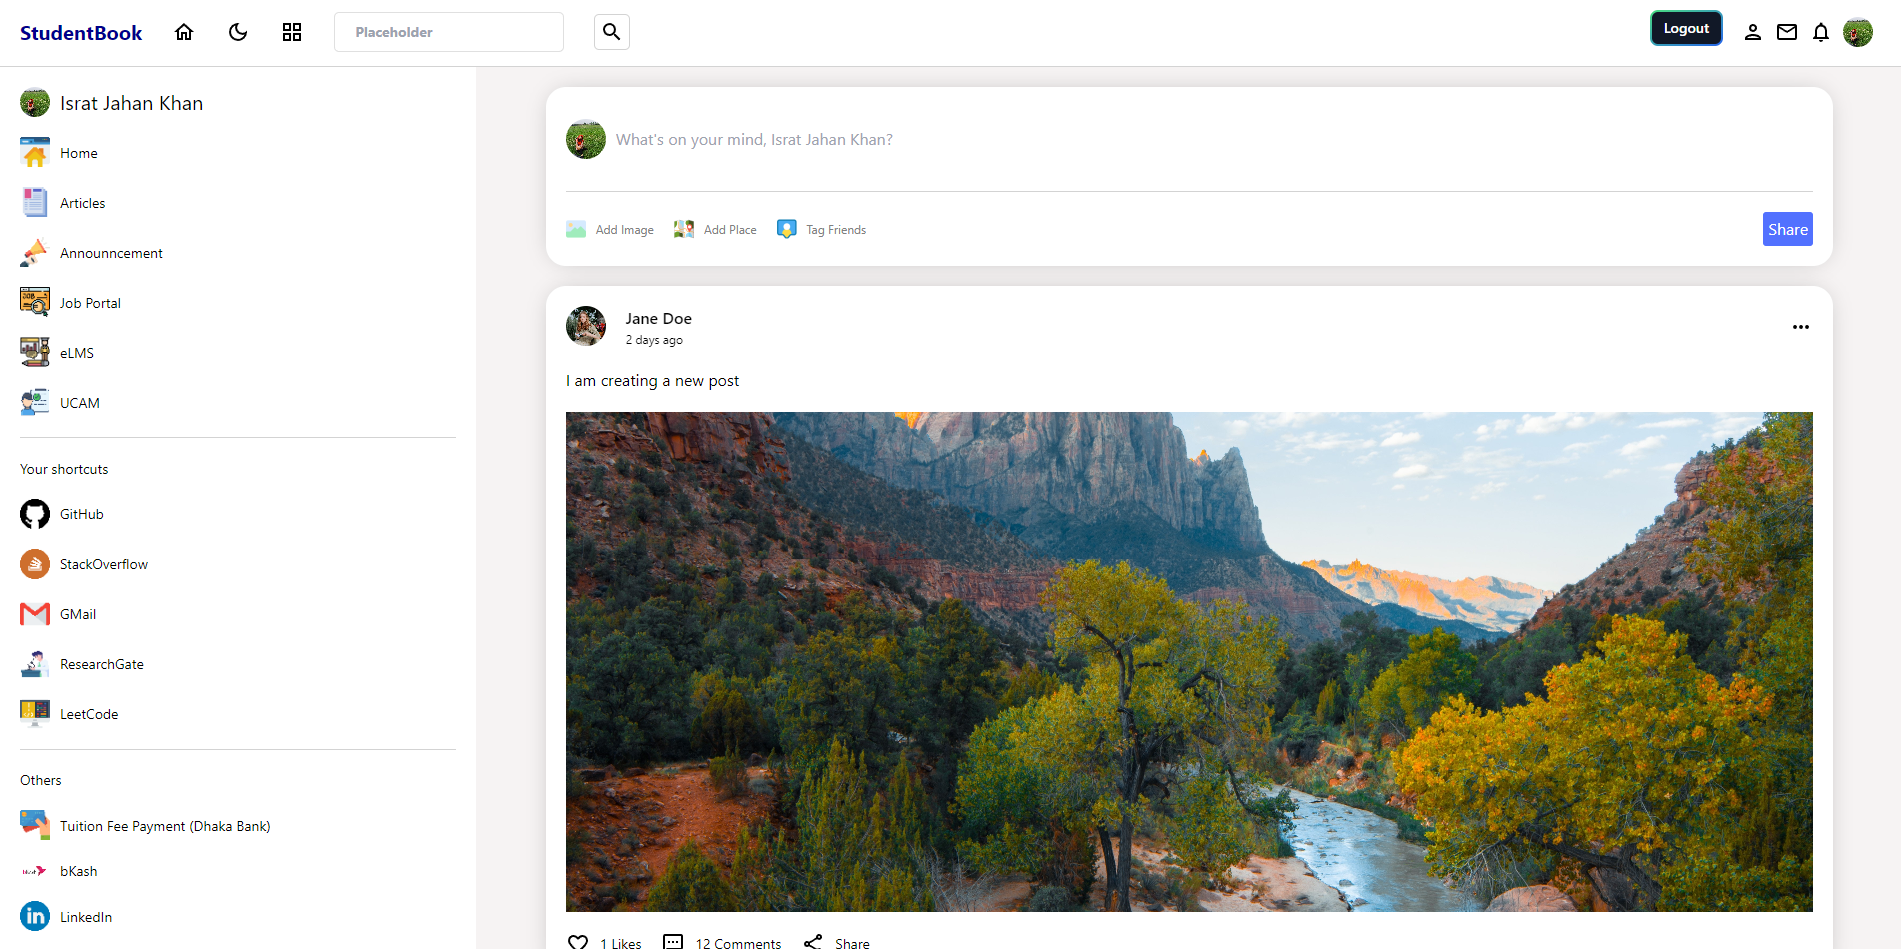 StudentBook
Placeholder
Logout
Israt Jahan Khan
Home
Articles
Announncement
Job Portal
eLMS
UCAM
Your shortcuts
GitHub
StackOverflow
GMail
ResearchGate
LeetCode
Others
Tuition Fee Payment (Dhaka Bank)
bKash
LinkedIn
What's on your mind, Israt Jahan Khan?
Add Image Add Place Tag Friends Share
Jane Doe
2 days ago
I am creating a new post
1 Likes 12 Comments Share